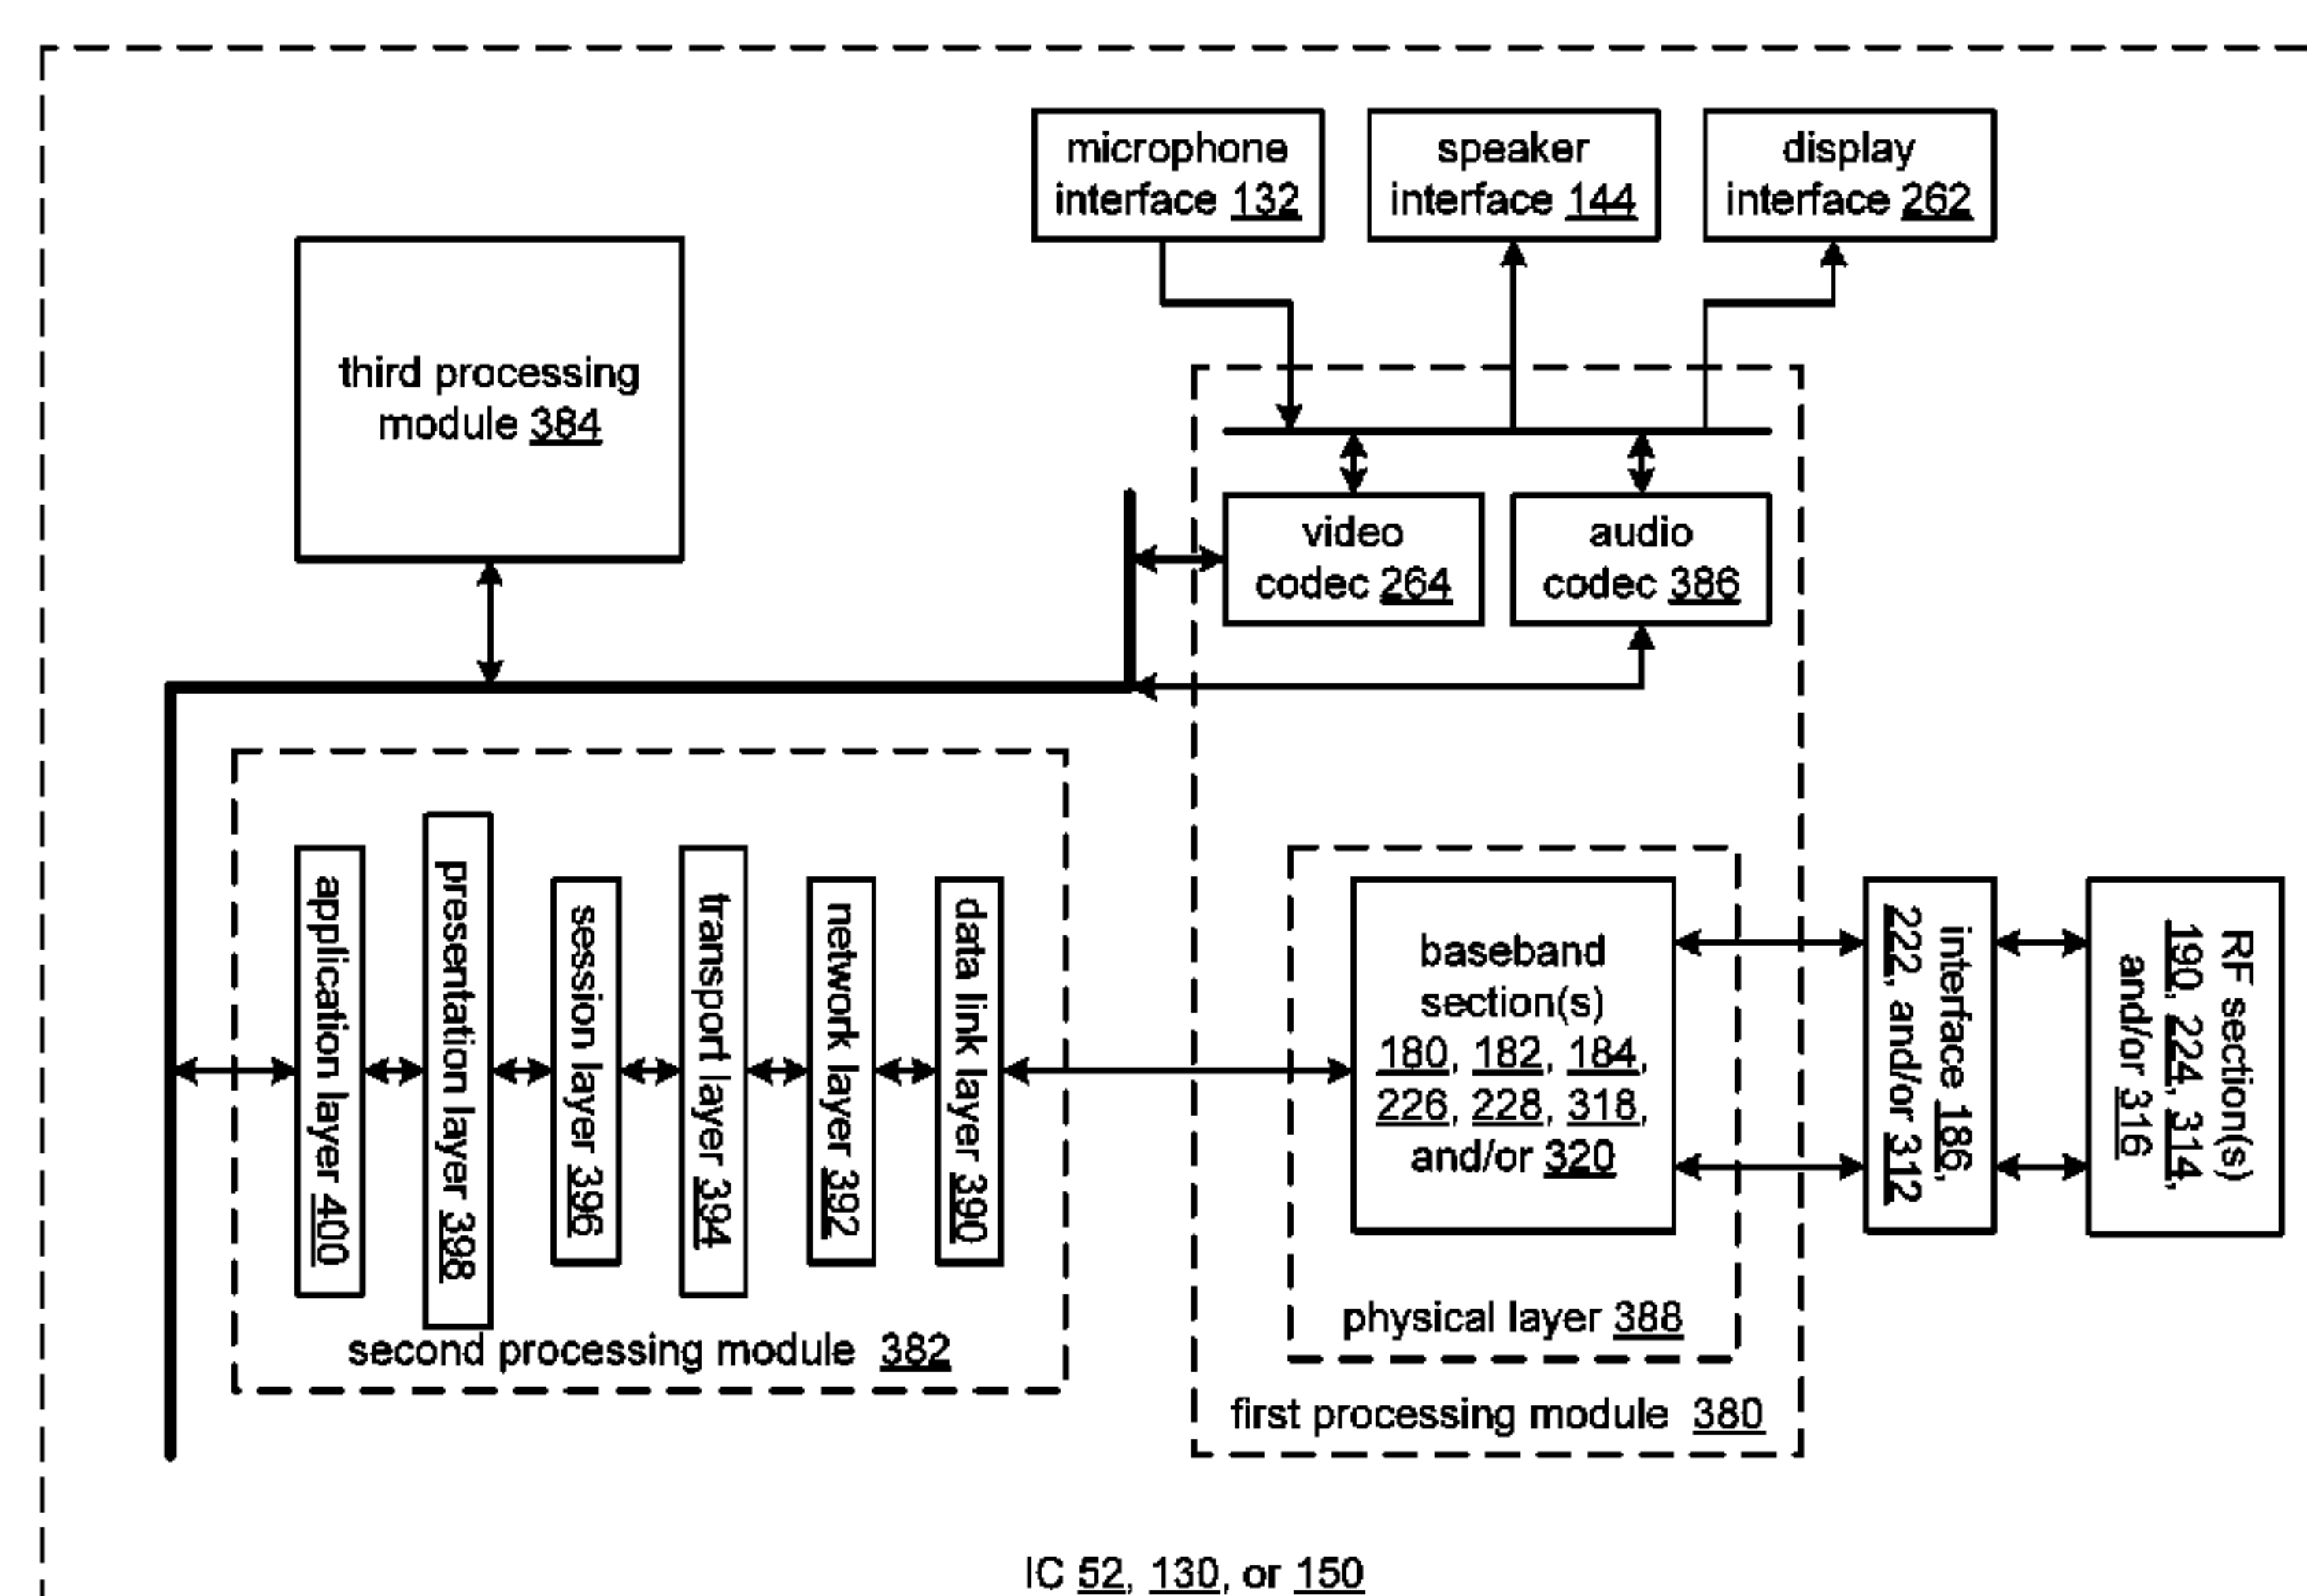 microphone
interface 132
speaker
interface 144
display
interface 262
third processing
module 384
video
codec 264
audio
codec 386
application layer 400
presentation layer 398
session layer 396
transport layer 394
network layer 392
data link layer 390
second processing module 382
baseband
section(s)
180, 182, 184,
226, 228, 318,
and/or 320
physical layer 388
first processing module 380
interface 186,
222, and/or 312
RF section(s)
190, 224, 314,
and/or 316
IC 52, 130, or 150